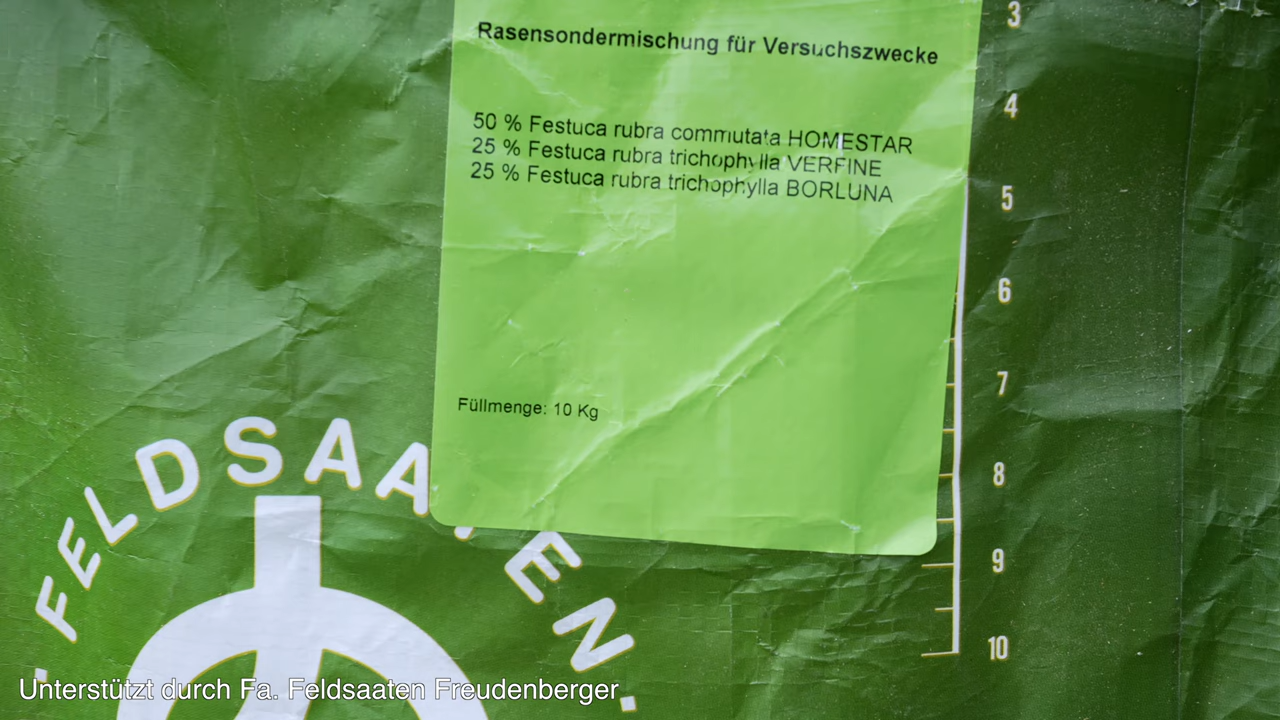 Rasensondermischung für Versuchszwecke
50 % Festuca rubra commutata HOMESTAR
25 % Festuca rubra trichophylla VERFINE
25 % Festuca rubra trichophylla BORLUNA
Füllmenge: 10 Kg
3
4
5
6
7
8
9
10
. FELDSAATEN .
Unterstützt durch Fa. Feldsaaten Freudenberger